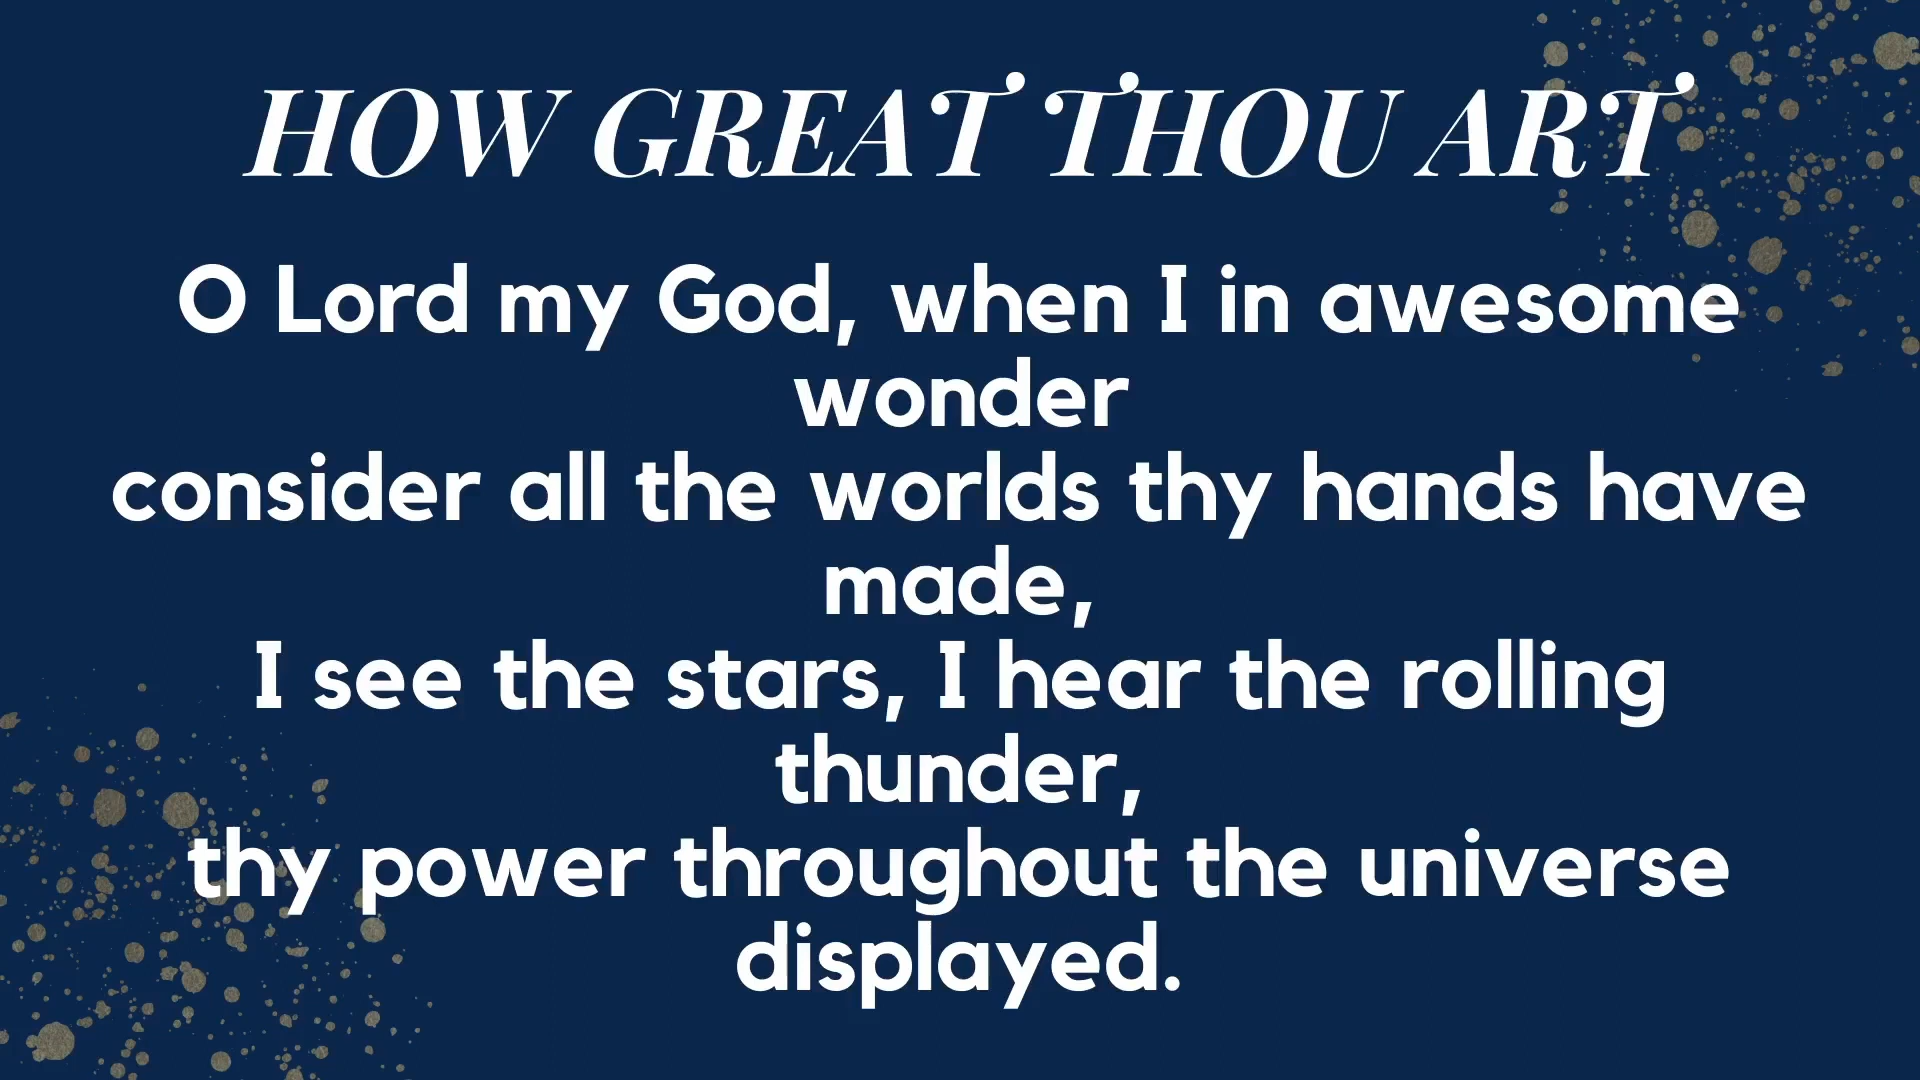 HOW GREAT THOU ART
O Lord my God, when I in awesome
wonder
consider all the worlds thy hands have
made,
I see the stars, I hear the rolling
thunder,
thy power throughout the universe
displayed.